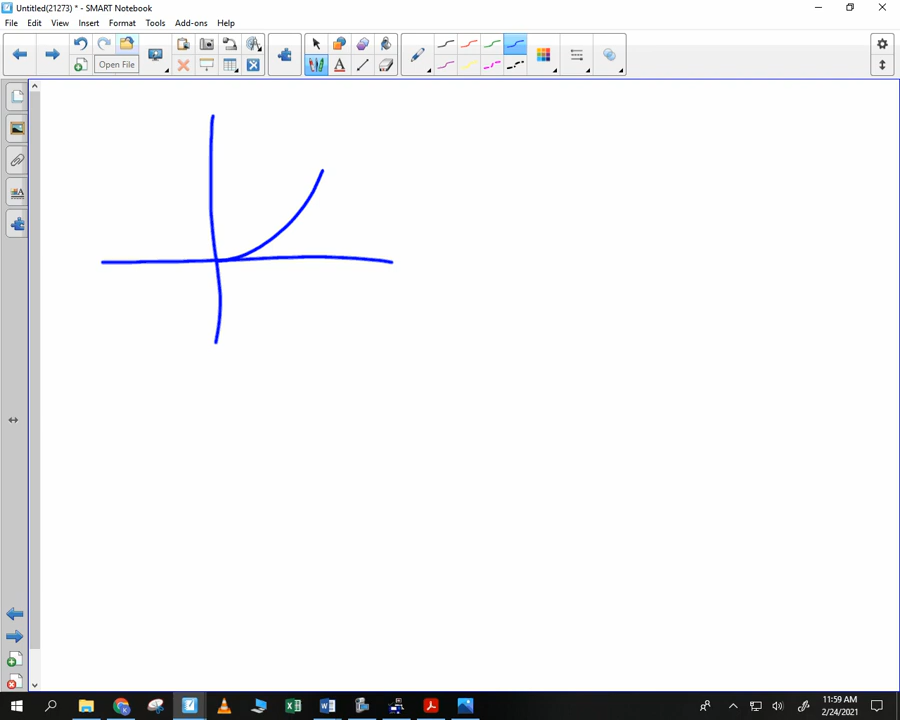 Untitled(21273) * - SMART Notebook
File Edit View Insert Format Tools Add-ons Help
Open File
11:59 AM
2/24/2021